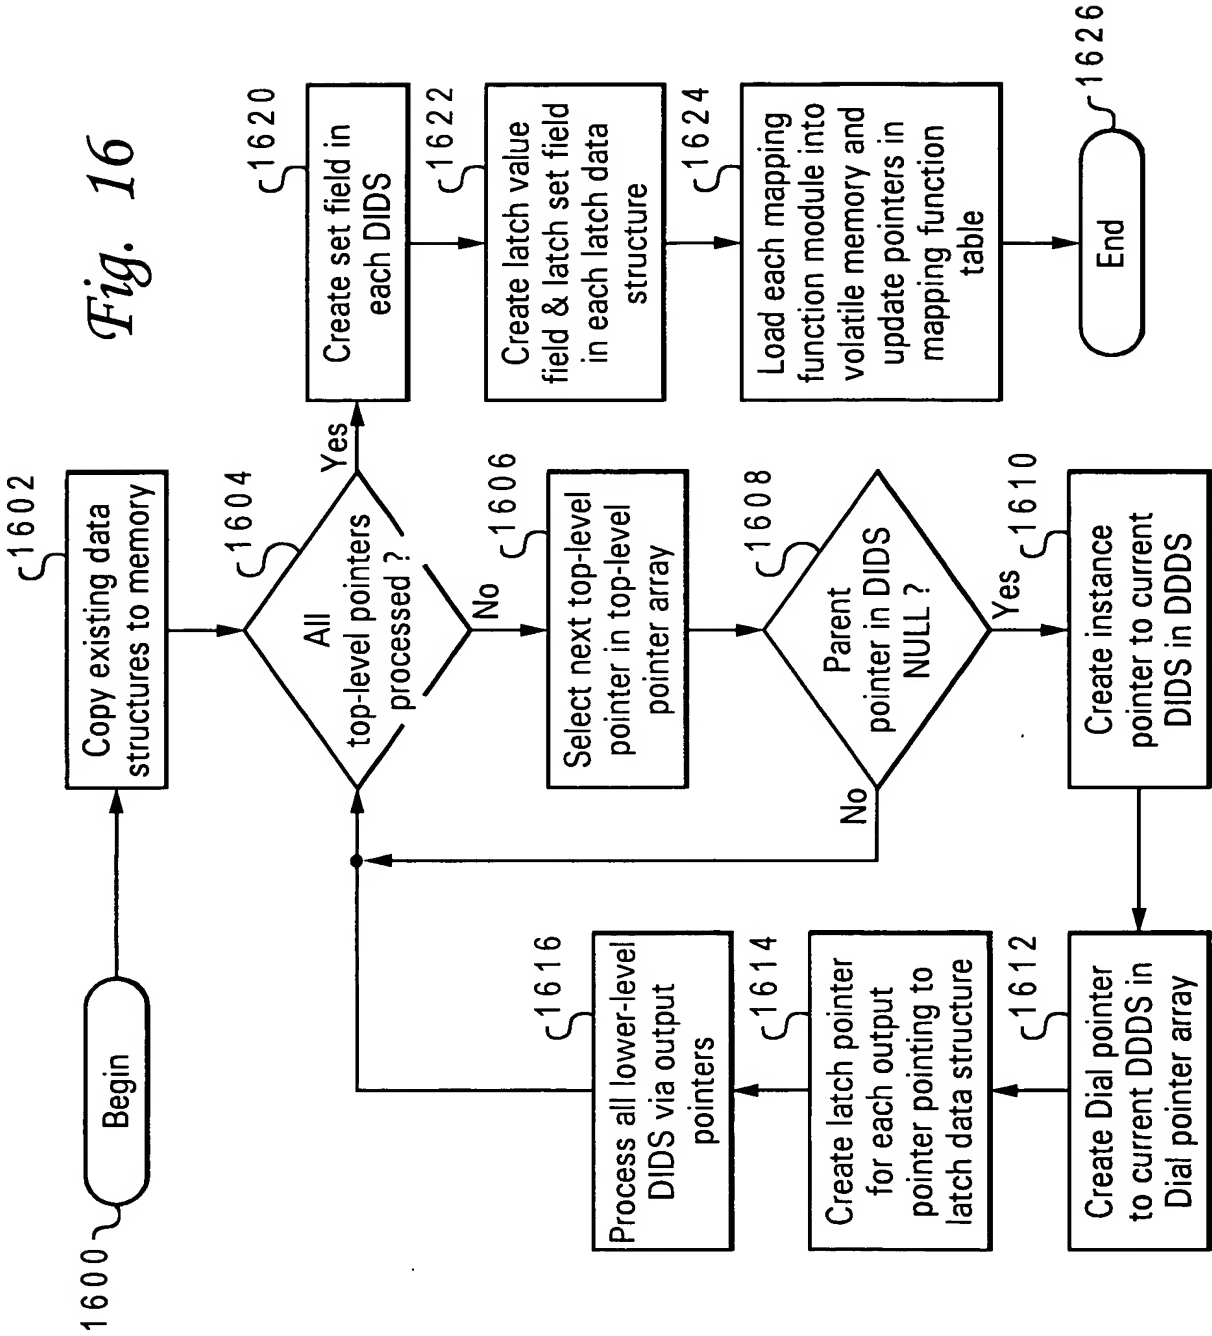 Fig. 16
1600
Begin
1602
Copy existing data
structures to memory
1604
All
top-level pointers
processed ?
Yes
No
1606
Select next top-level
pointer in top-level
pointer array
1608
Parent
pointer in DIDS
NULL ?
No
Yes
1610
Create instance
pointer to current
DIDS in DDDS
1612
Create Dial pointer
to current DDDS in
Dial pointer array
1614
Create latch pointer
for each output
pointer pointing to
latch data structure
1616
Process all lower-level
DIDS via output
pointers
1620
Create set field in
each DIDS
1622
Create latch value
field & latch set field
in each latch data
structure
1624
Load each mapping
function module into
volatile memory and
update pointers in
mapping function
table
End
1626